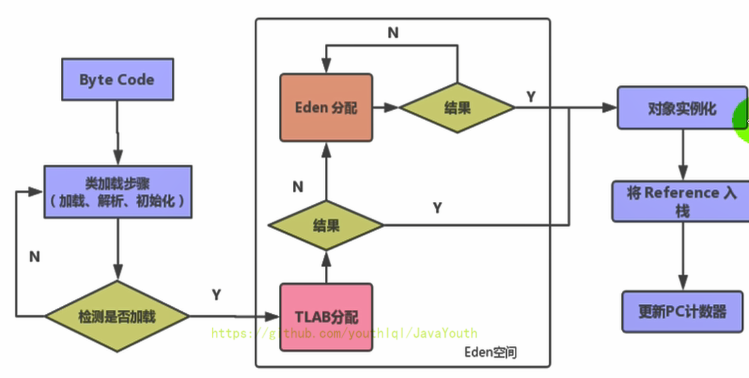 Byte Code
类加载步骤
（加载、解析、初始化）
N
检测是否加载
Y
N
Eden 分配
结果
Y
N
结果
Y
TLAB分配
https://github.com/youthlql/JavaYouth
Eden空间
对象实例化
将 Reference 入
栈
更新PC计数器